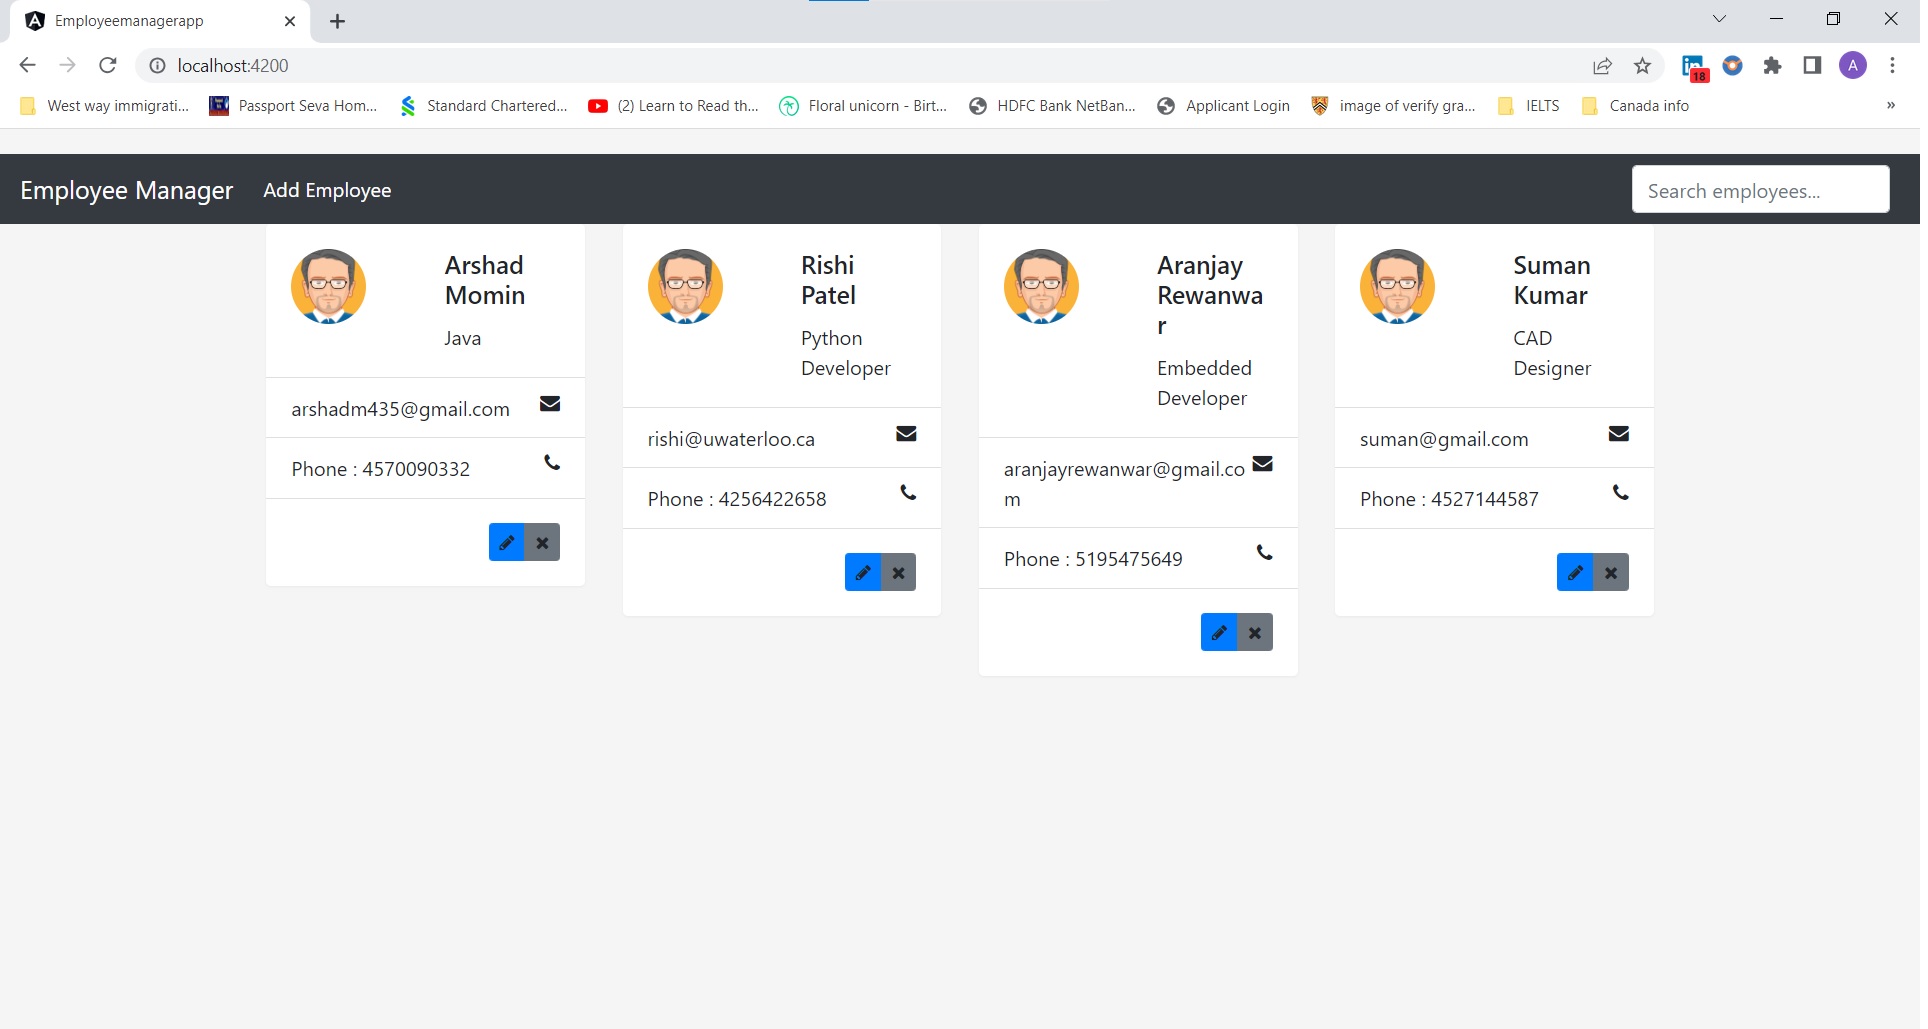 Employeemanagerapp
localhost:4200
18
A
West way immigrati...
Passport Seva Hom...
Standard Chartered...
(2) Learn to Read th...
Floral unicorn - Birt...
HDFC Bank NetBan...
Applicant Login
image of verify gra...
IELTS
Canada info
»
Employee Manager
Add Employee
Search employees...
Arshad
Momin
Java
arshadm435@gmail.com
Phone : 4570090332
Rishi
Patel
Python
Developer
rishi@uwaterloo.ca
Phone : 4256422658
Aranjay
Rewanwa
r
Embedded
Developer
aranjayrewanwar@gmail.co
m
Phone : 5195475649
Suman
Kumar
CAD
Designer
suman@gmail.com
Phone : 4527144587